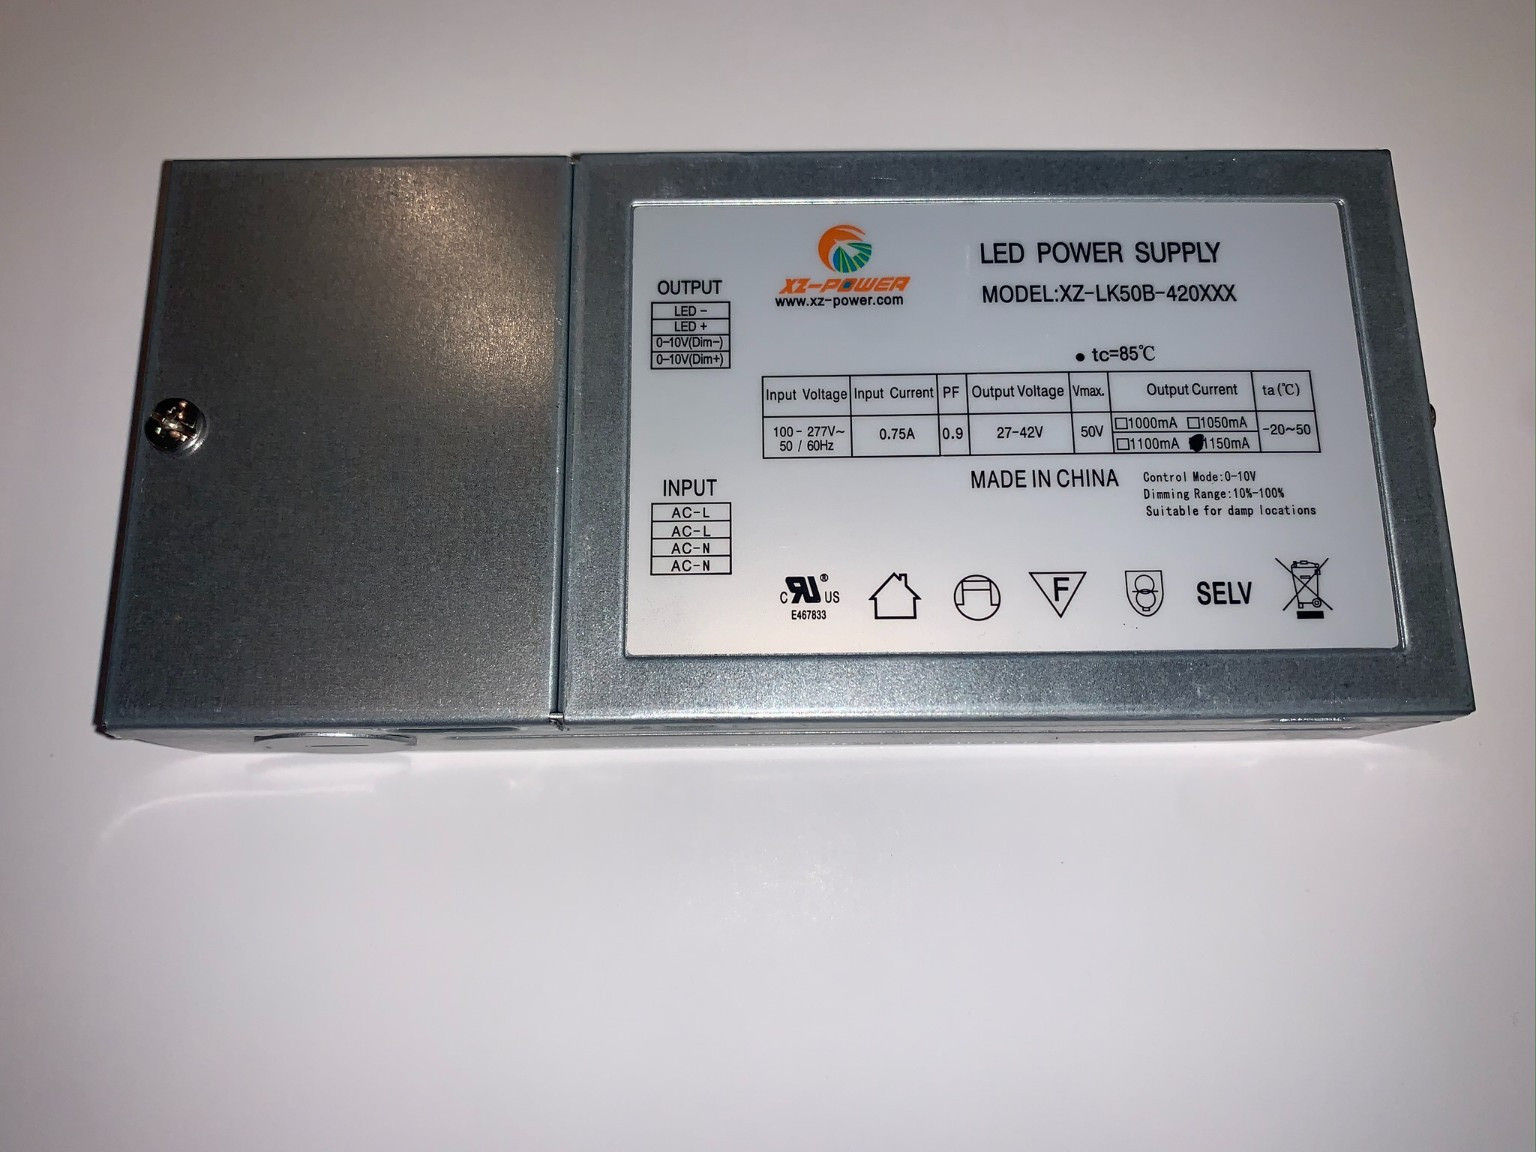 OUTPUT
LED -
LED +
0-10V(Dim-)
0-10V(Dim+)
INPUT
AC-L
AC-L
AC-N
AC-N
XZ-POWER
www.xz-power.com
LED POWER SUPPLY
MODEL:XZ-LK50B-420XXX
• tc=85℃
Input Voltage Input Current PF Output Voltage Vmax. Output Current ta(℃)
100-277V~ 50 / 60Hz 0.75A 0.9 27-42V 50V □1000mA □1050mA □1100mA ■1150mA -20~50
MADE IN CHINA
Control Mode:0-10V
Dimming Range:10%-100%
Suitable for damp locations
C RU® US
E467833
F
SELV